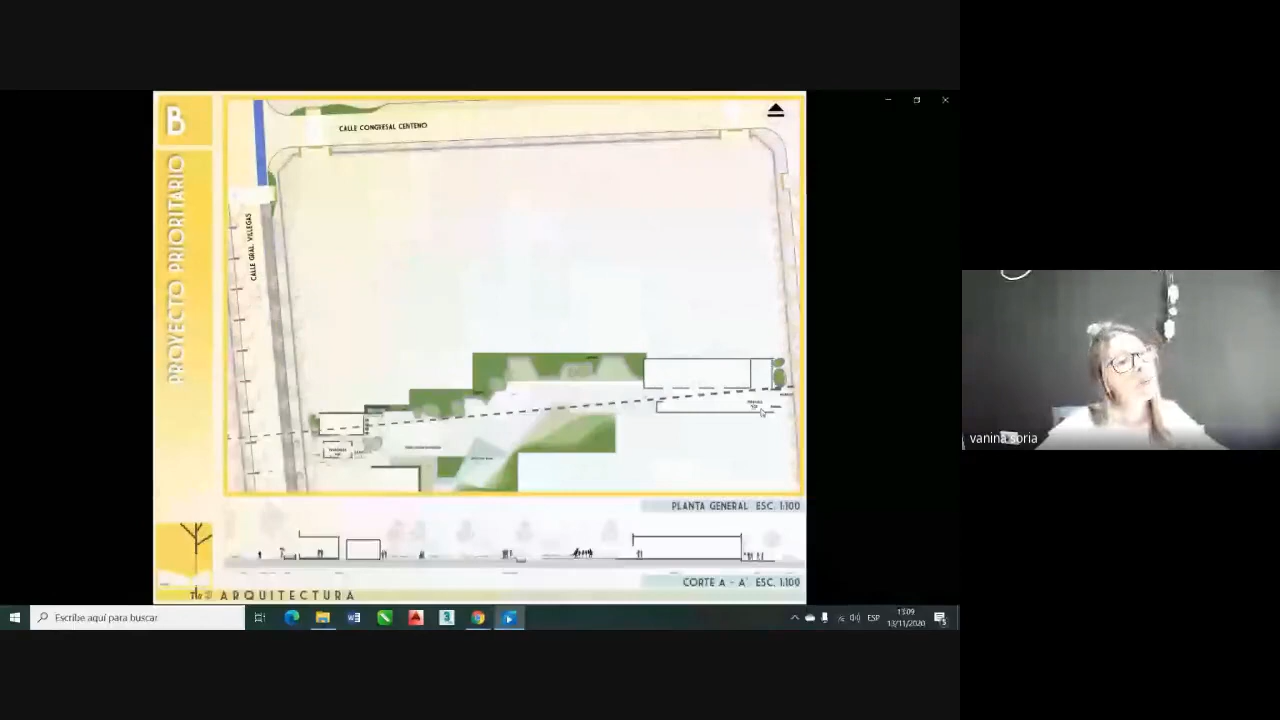 B
PROYECTO PRIORITARIO
CALLE CONGRESAL CENTENO
CALLE GRAL. VILLEGAS
PLANTA GENERAL ESC. 1:100
CORTE A - A' ESC. 1:100
ARQUITECTURA
vanina soria
Escribe aquí para buscar
ESP
13:09
13/11/2020